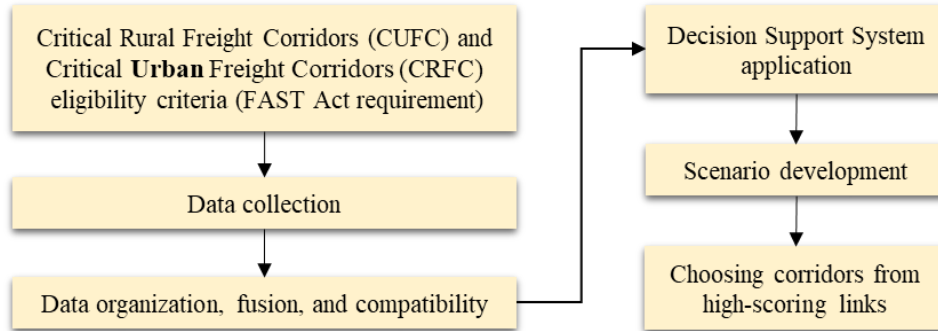 Critical Rural Freight Corridors (CUFC) and
Critical Urban Freight Corridors (CRFC)
eligibility criteria (FAST Act requirement)
Data collection
Data organization, fusion, and compatibility
Decision Support System
application
Scenario development
Choosing corridors from
high-scoring links